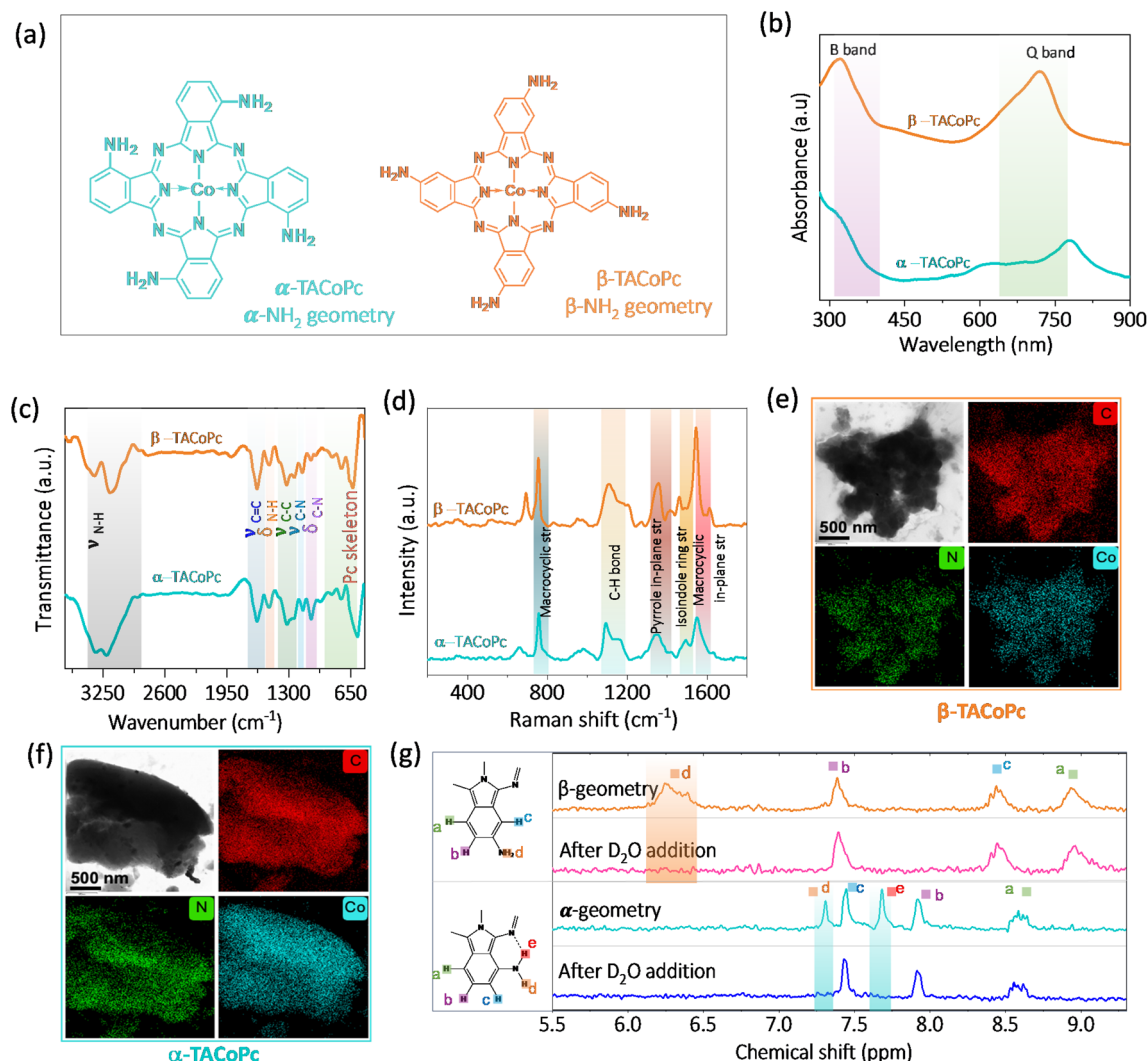 (a)
NH₂
NH₂
N
N
N
N
Co
N
N
N
N
NH₂
H₂N
α-TACoPc
α-NH₂ geometry
NH₂
H₂N
N
N
N
N
Co
N
N
N
N
NH₂
H₂N
β-TACoPc
β-NH₂ geometry
(b)
B band
Q band
β –TACoPc
α –TACoPc
Absorbance (a.u)
300 450 600 750 900
Wavelength (nm)
(c)
β –TACoPc
ν N-H
ν C=C
δ N-H
ν C-C
ν C-N
δ C-N
Pc skeleton
α –TACoPc
Transmittance (a.u.)
3250 2600 1950 1300 650
Wavenumber (cm⁻¹)
(d)
β-TACoPc
Macrocyclic str
C-H bond
Pyrrole in-plane str
Isoindole ring str
Macrocyclic
in-plane str
α-TACoPc
Intensity (a.u.)
400 800 1200 1600
Raman shift (cm⁻¹)
(e)
500 nm
C
N
Co
β-TACoPc
(f)
500 nm
C
N
Co
α-TACoPc
(g)
N
N
a H
H c
b H
NH₂ d
β-geometry
d
b
c
a
After D₂O addition
N
N
e
H
a H
N
H
d
H
b
H
c
α-geometry
d
c
e
b
a
After D₂O addition
5.5 6.0 6.5 7.0 7.5 8.0 8.5 9.0
Chemical shift (ppm)